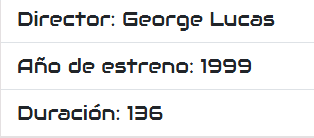 Director: George Lucas
Año de estreno: 1999
Duración: 136